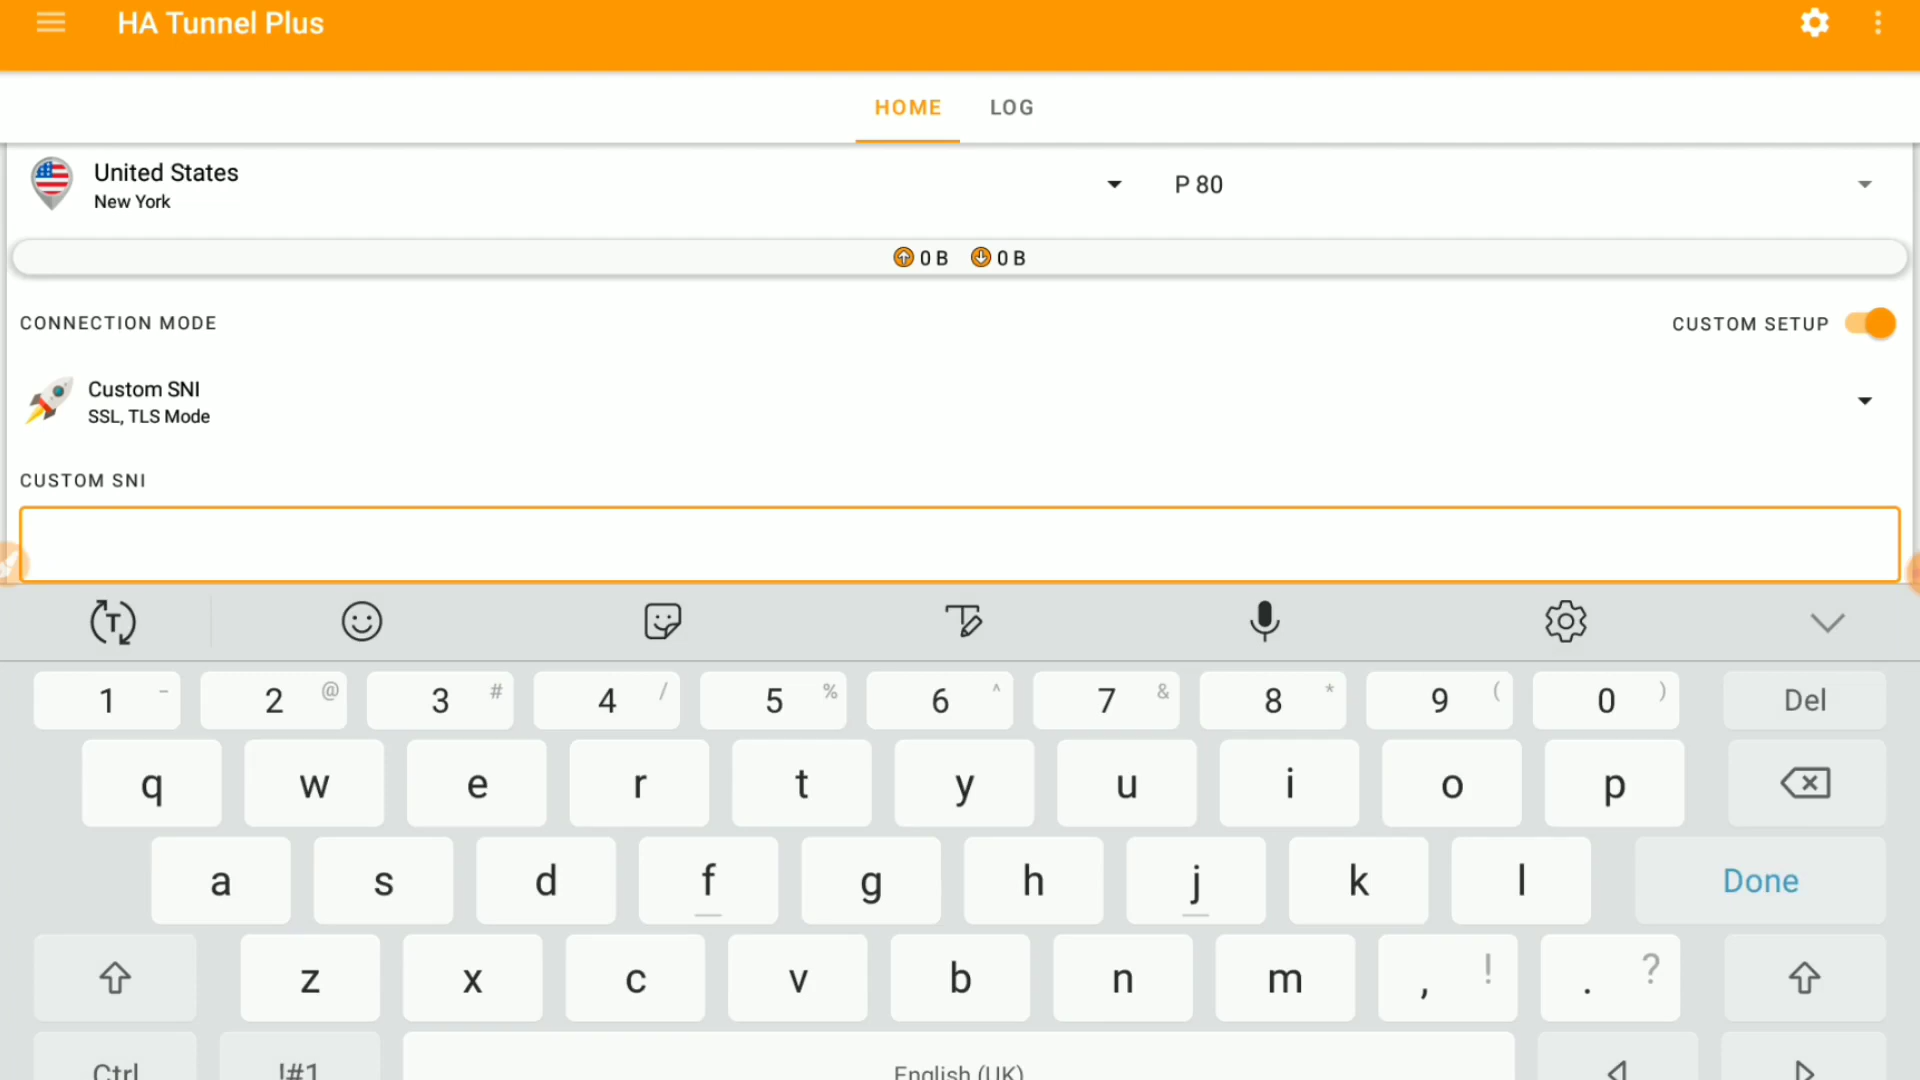 HA Tunnel Plus
HOME LOG
United States
New York
P 80
0 B 0 B
CONNECTION MODE
CUSTOM SETUP
Custom SNI
SSL, TLS Mode
CUSTOM SNI
1 - 2 @ 3 # 4 / 5 % 6 ^ 7 & 8 * 9 ( 0 ) Del
q w e r t y u i o p
a s d f g h j k l Done
z x c v b n m , ! . ?
Ctrl !#1 English (UK)